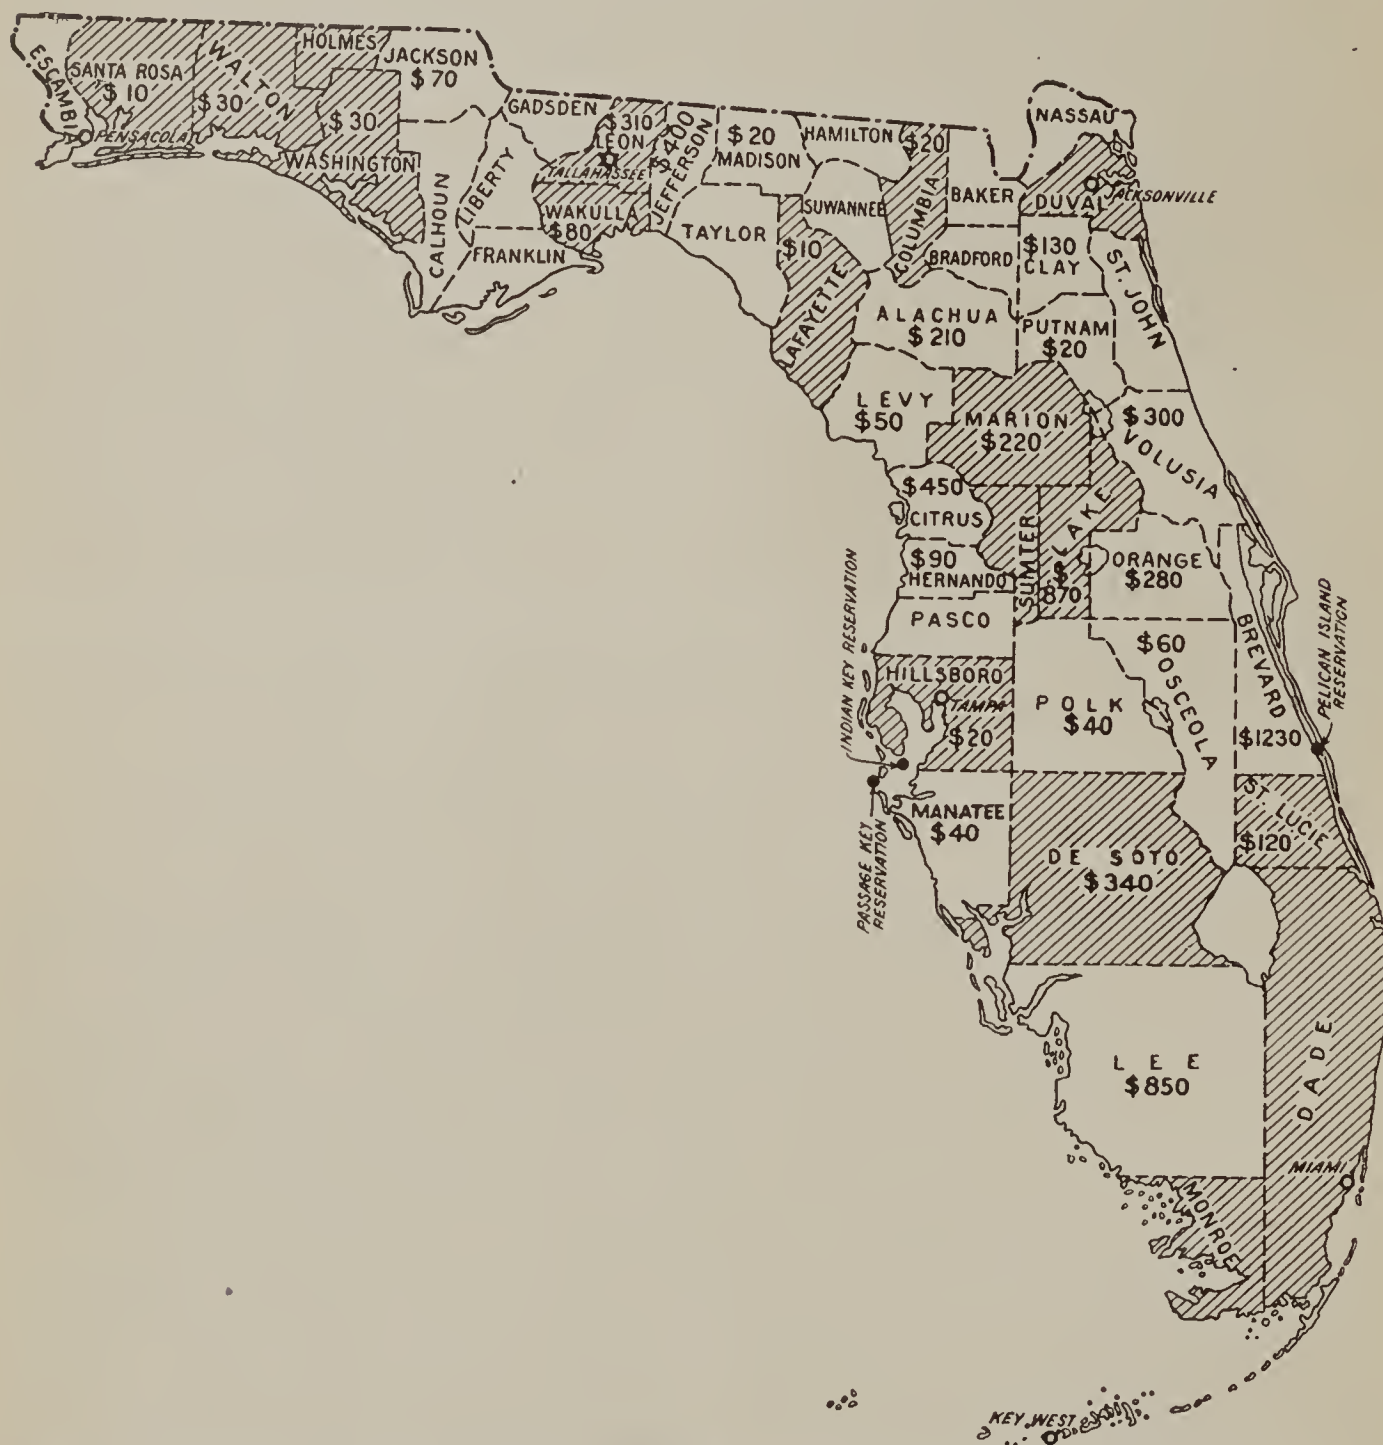 ESCAMBIA
SANTA ROSA
$10
PENSACOLA
WALTON
$30
HOLMES
$30
WASHINGTON
JACKSON
$70
CALHOUN
LIBERTY
GADSDEN
$310
LEON
TALLAHASSEE
WAKULLA
$80
FRANKLIN
$400
JEFFERSON
$20
MADISON
TAYLOR
HAMILTON
SUWANNEE
$10
LAFAYETTE
$20
COLUMBIA
BAKER
BRADFORD
NASSAU
DUVAL
JACKSONVILLE
$130
CLAY
ST. JOHN
ALACHUA
$210
PUTNAM
$20
LEVY
$50
MARION
$220
$300
VOLUSIA
$450
CITRUS
SUMTER
LAKE
$
870
$90
HERNANDO
ORANGE
$280
PASCO
BREVARD
$1230
HILLSBORO
TAMPA
$20
POLK
$40
$60
OSCEOLA
INDIAN KEY RESERVATION
PELICAN ISLAND
RESERVATION
PASSAGE KEY
RESERVATION
MANATEE
$40
DE SOTO
$340
ST. LUCIE
$120
LEE
$850
DADE
MIAMI
MONROE
KEY WEST